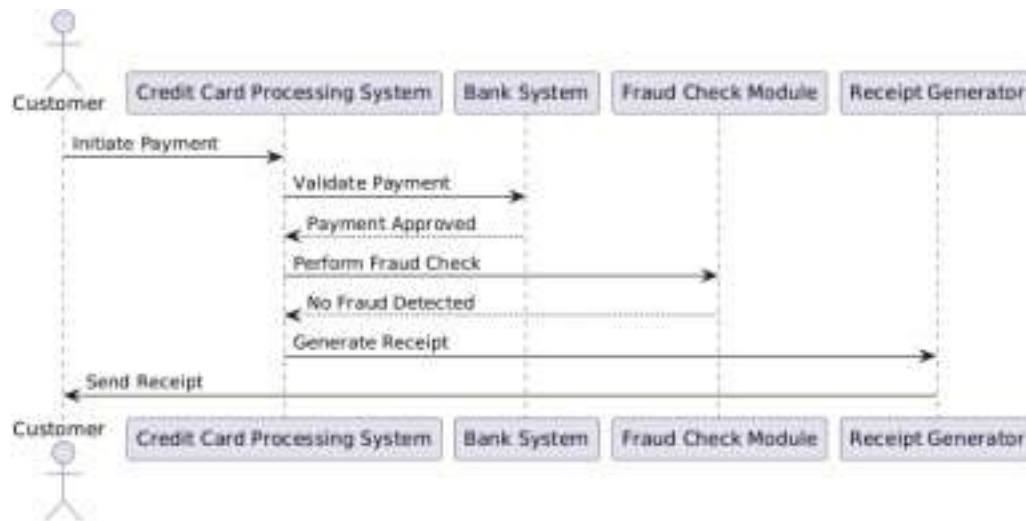 Customer
Credit Card Processing System
Bank System
Fraud Check Module
Receipt Generator
Initiate Payment
Validate Payment
Payment Approved
Perform Fraud Check
No Fraud Detected
Generate Receipt
Send Receipt
Customer
Credit Card Processing System
Bank System
Fraud Check Module
Receipt Generator